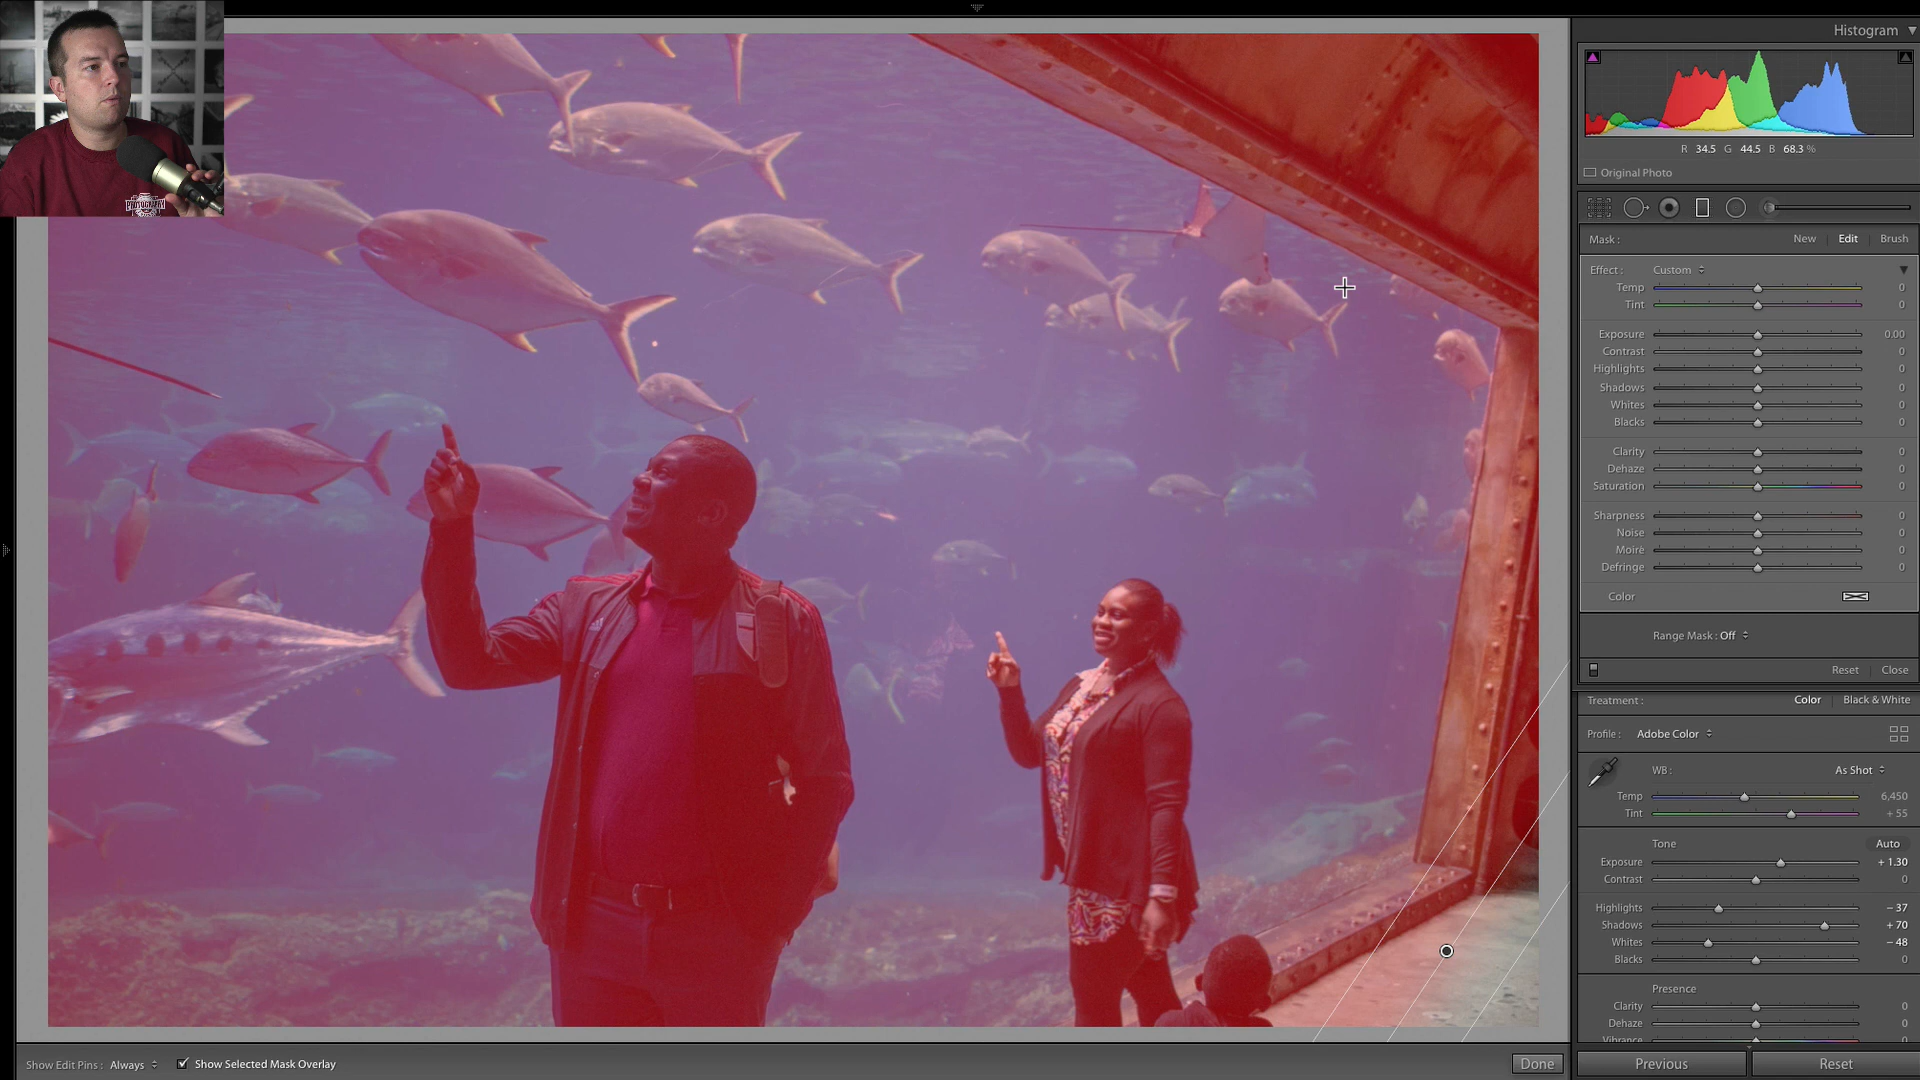 Histogram
R 34.5 G 44.5 B 68.3 %
Original Photo
Mask : New Edit Brush
Effect : Custom
Temp 0
Tint 0
Exposure 0.00
Contrast 0
Highlights 0
Shadows 0
Whites 0
Blacks 0
Clarity 0
Dehaze 0
Saturation 0
Sharpness 0
Noise 0
Moiré 0
Defringe 0
Color
Range Mask : Off
Reset Close
Treatment : Color Black & White
Profile : Adobe Color
WB : As Shot
Temp 6,450
Tint + 55
Tone Auto
Exposure + 1.30
Contrast 0
Highlights – 37
Shadows + 70
Whites – 48
Blacks 0
Presence
Clarity 0
Dehaze 0
Vibrance 0
Show Edit Pins : Always Show Selected Mask Overlay Done
Previous Reset
PHOTOGRAPHY